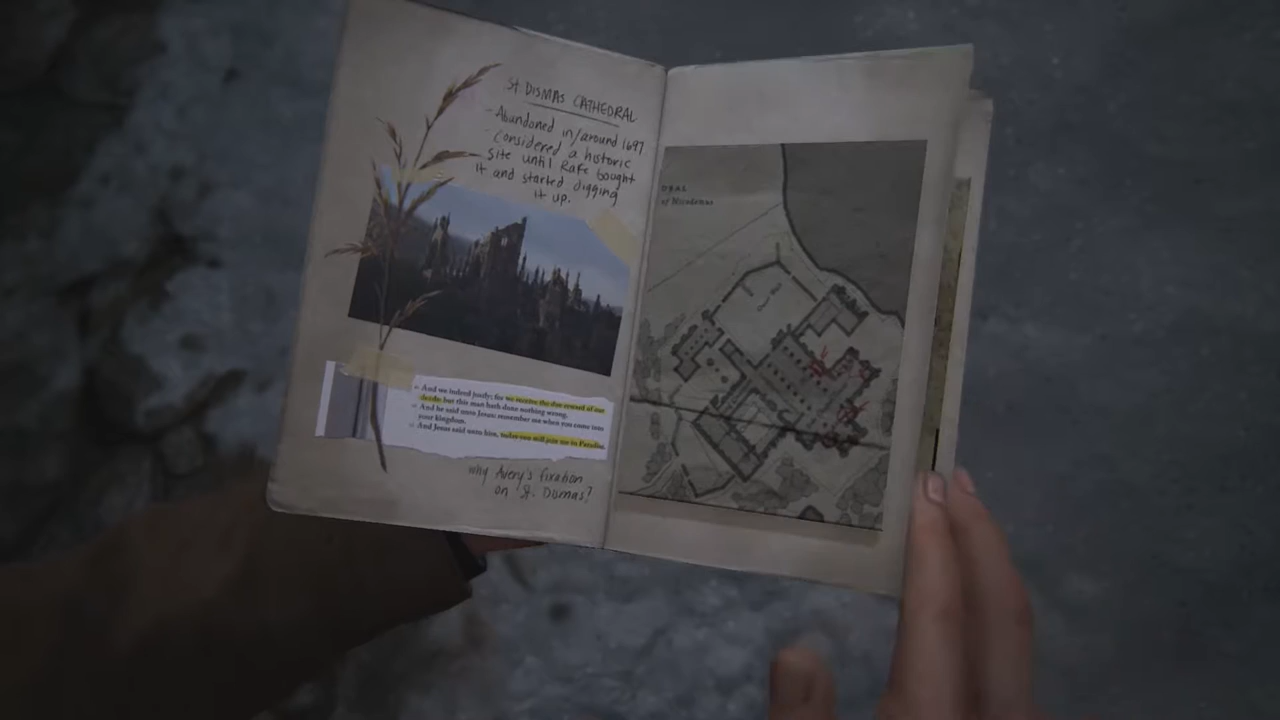 St DISMAS CATHEDRAL
- Abandoned in/around 1697
- Considered a historic
site until Rafe bought
it and started digging
it up.
And we indeed justly; for we receive the due reward of our
deeds: but this man hath done nothing wrong.
And he said unto Jesus: remember me when you come into
your kingdom.
And Jesus said unto him, today you will join me in Paradise.
why Avery's fixation
on St. Dismas?
of Nicodemus